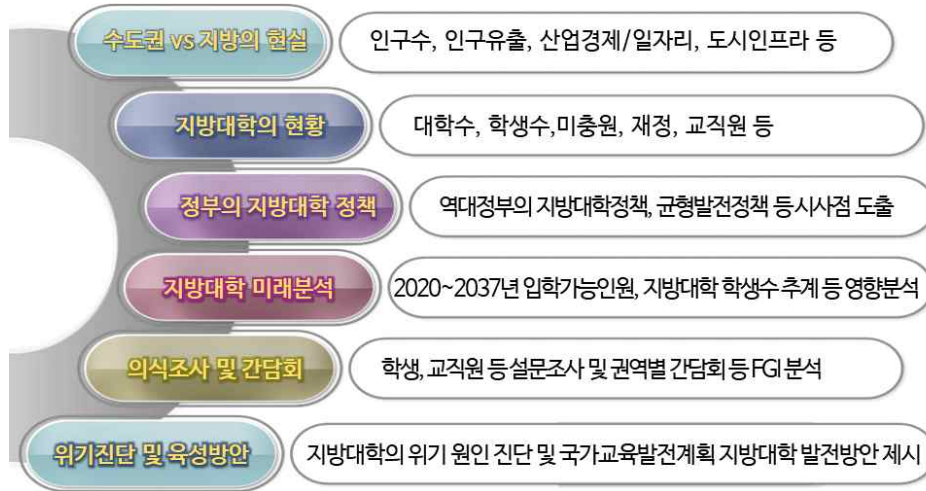 수도권 vs 지방의 현실
인구수, 인구유출, 산업경제/일자리, 도시인프라 등
지방대학의 현황
대학수, 학생수,미충원, 재정, 교직원 등
정부의 지방대학 정책
역대정부의 지방대학정책, 균형발전정책 등 시사점 도출
지방대학 미래분석
2020~2037년 입학가능인원, 지방대학 학생수 추계 등 영향분석
의식조사 및 간담회
학생, 교직원 등 설문조사 및 권역별 간담회 등 FGI 분석
위기진단 및 육성방안
지방대학의 위기 원인 진단 및 국가교육발전계획 지방대학 발전방안 제시